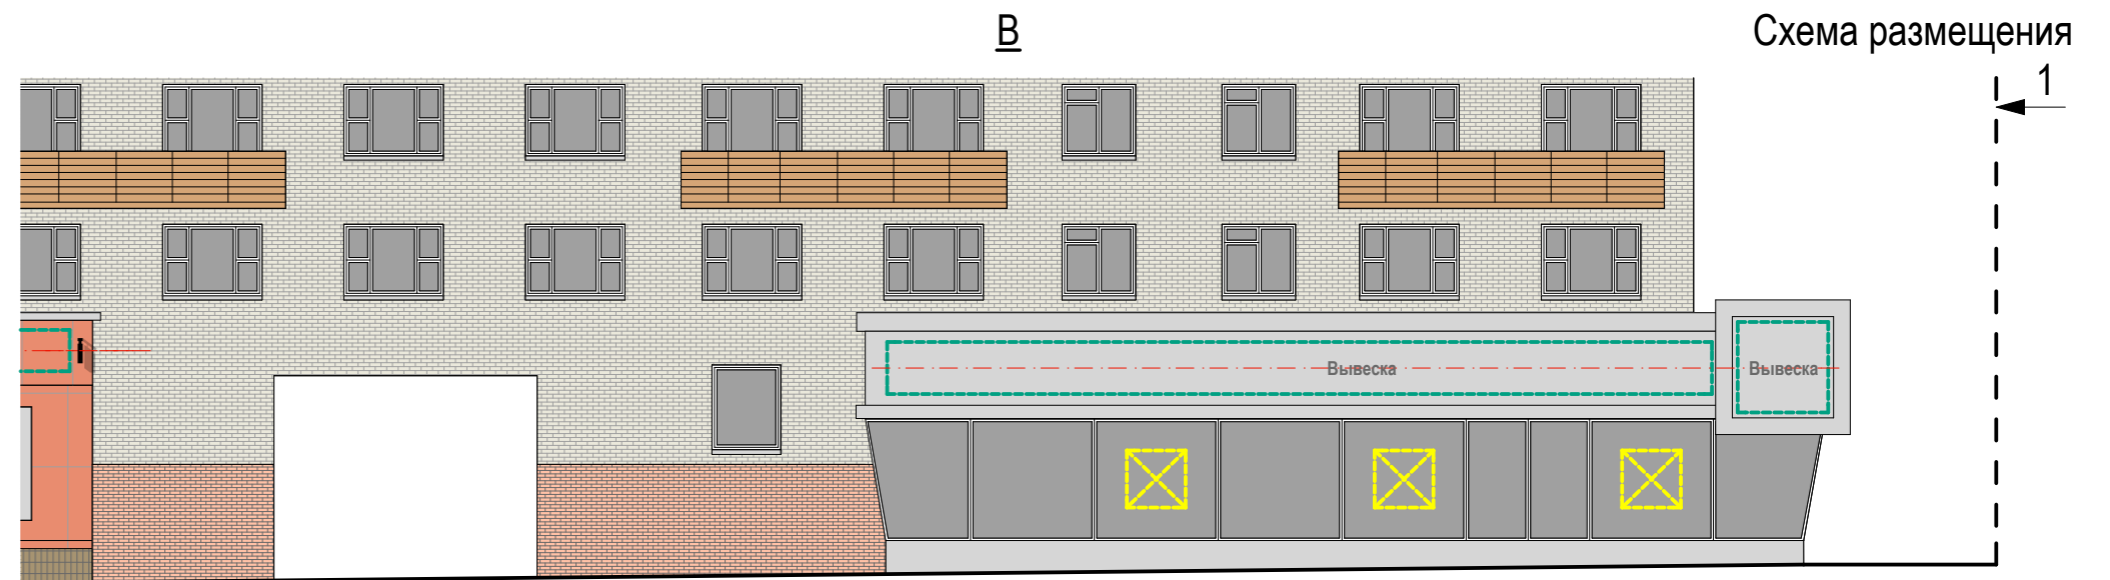 В
Схема размещения
1
Вывеска
Вывеска